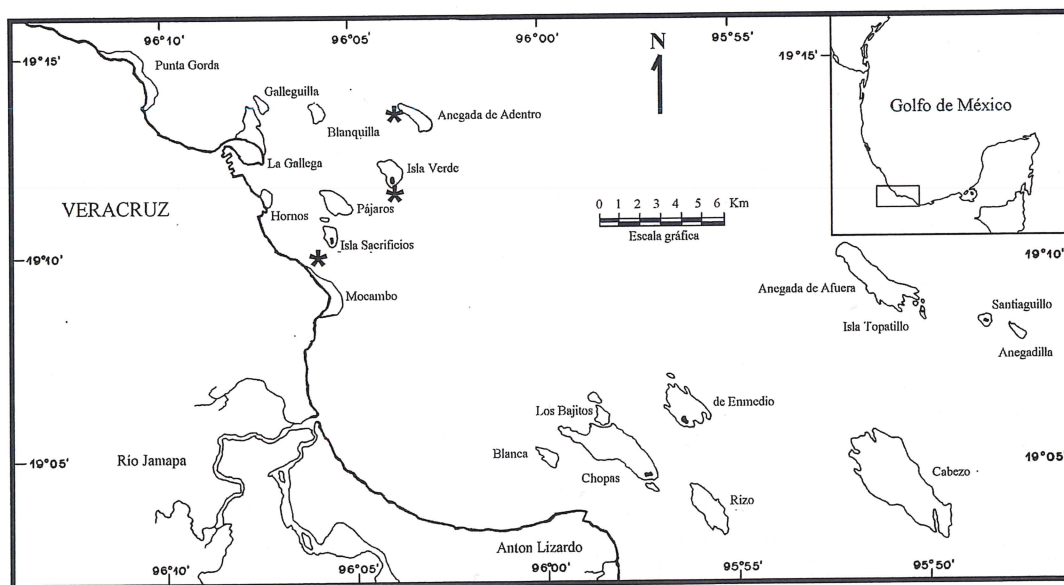 96°10' 96°05' 96°00' 95°55'
19°15'
19°15'
Punta Gorda
N
Galleguilla
Blanquilla
Anegada de Adentro
Golfo de México
La Gallega
Isla Verde
VERACRUZ
Hornos
Pájaros
0 1 2 3 4 5 6 Km
Escala gráfica
Isla Sacrificios
19°10'
19°10'
Mocambo
Anegada de Afuera
Santiaguillo
Isla Topatillo
Anegadilla
Los Bajitos
de Enmedio
Blanca
Río Jamapa
19°05'
19°05'
Chopas
Rizo
Cabezo
Anton Lizardo
96°10' 96°05' 96°00' 95°55' 95°50'